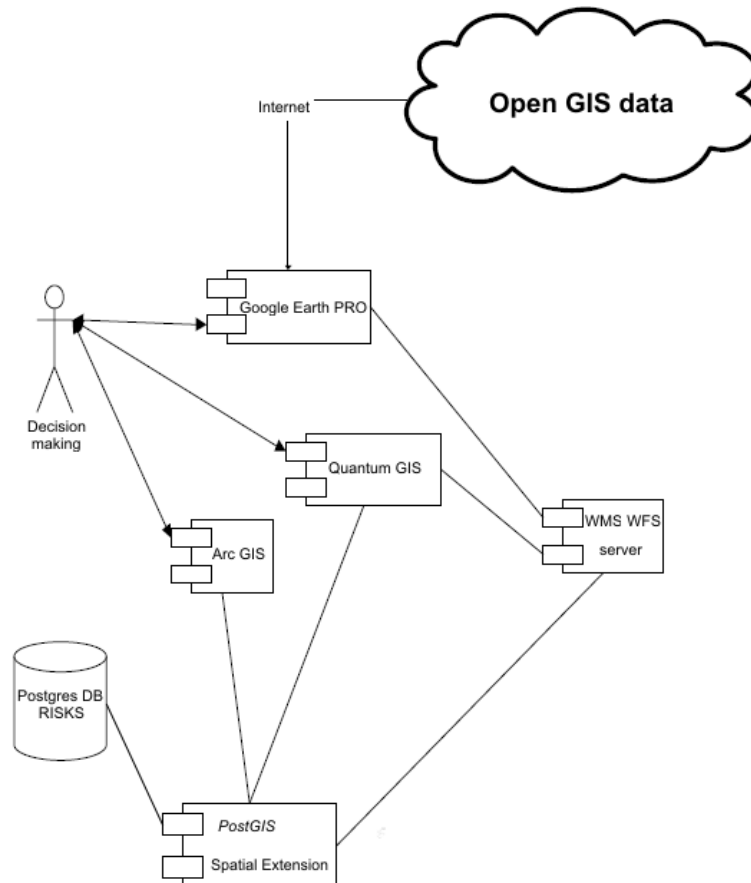 Open GIS data
Internet
Google Earth PRO
Decision
making
Quantum GIS
WMS WFS
server
Arc GIS
Postgres DB
RISKS
PostGIS
Spatial Extension